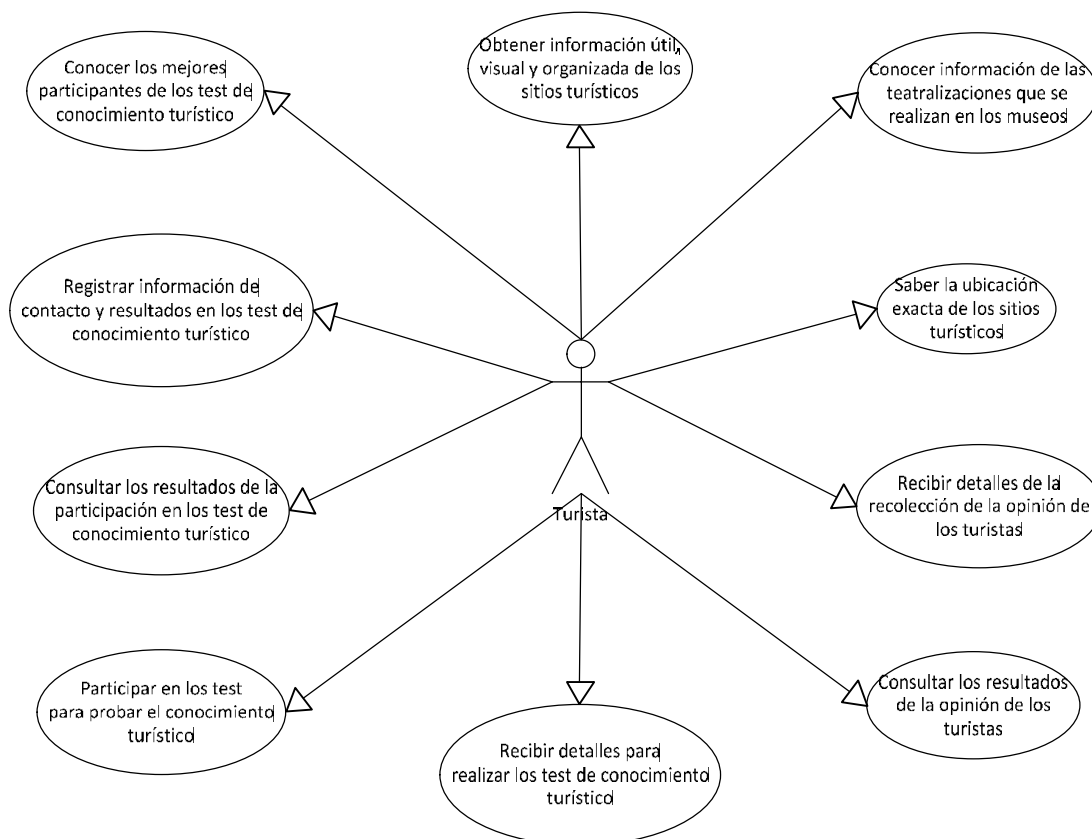 Conocer los mejores
participantes de los test de
conocimiento turístico
Obtener información útil,
visual y organizada de los
sitios turísticos
Conocer información de las
teatralizaciones que se
realizan en los museos
Registrar información de
contacto y resultados en los test de
conocimiento turístico
Saber la ubicación
exacta de los sitios
turísticos
Consultar los resultados de la
participación en los test de
conocimiento turístico
Turista
Recibir detalles de la
recolección de la opinión de
los turistas
Participar en los test
para probar el conocimiento
turístico
Recibir detalles para
realizar los test de conocimiento
turístico
Consultar los resultados
de la opinión de los
turistas